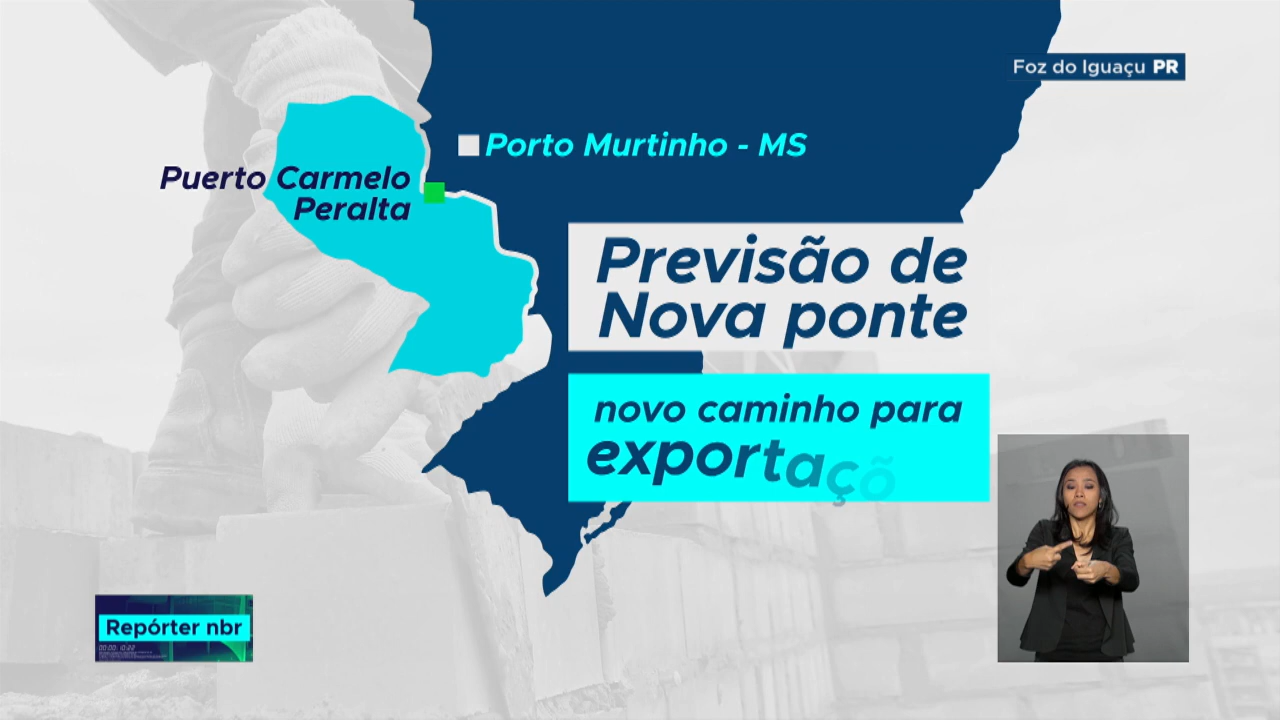 Foz do Iguaçu PR
Porto Murtinho - MS
Puerto Carmelo
Peralta
Previsão de
Nova ponte
novo caminho para
exportaçõ
Repórter nbr